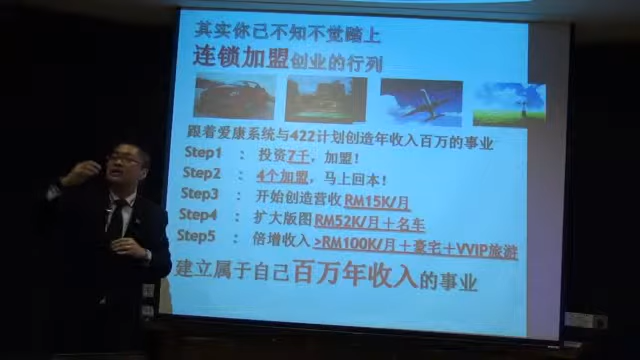 其实你己不知不觉踏上
连锁加盟创业的行列
跟着爱康系统与422计划创造年收入百万的事业
Step1 : 投资7千，加盟!
Step2 : 4个加盟，马上回本!
Step3 : 开始创造营收RM15K/月
Step4 : 扩大版图RM52K/月＋名车
Step5 : 倍增收入>RM100K/月＋豪宅＋VVIP旅游
建立属于自己百万年收入的事业